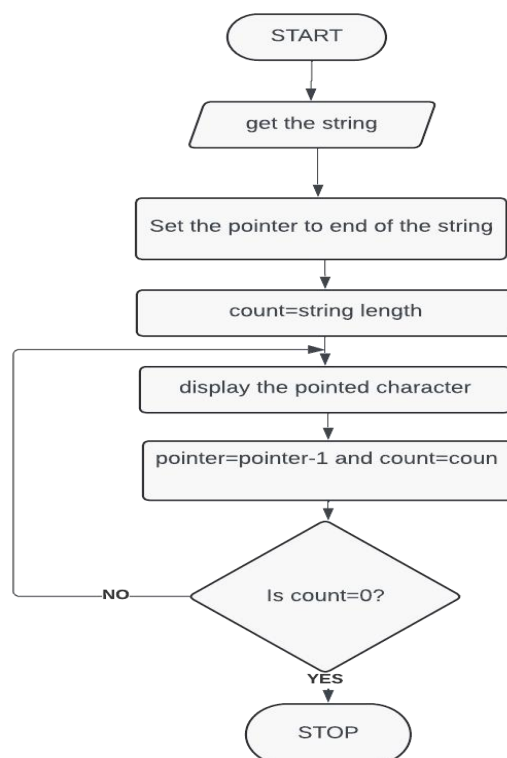 START
get the string
Set the pointer to end of the string
count=string length
display the pointed character
pointer=pointer-1 and count=coun
Is count=0?
NO
YES
STOP